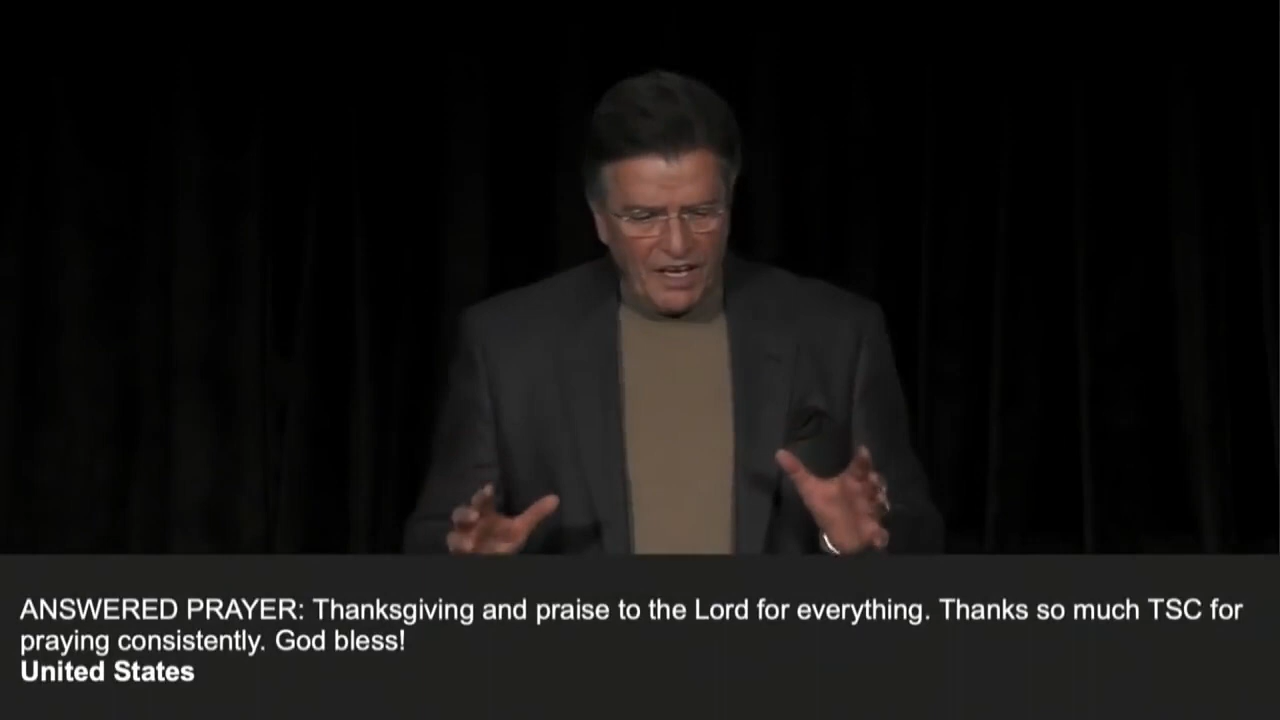 ANSWERED PRAYER: Thanksgiving and praise to the Lord for everything. Thanks so much TSC for
praying consistently. God bless!
United States